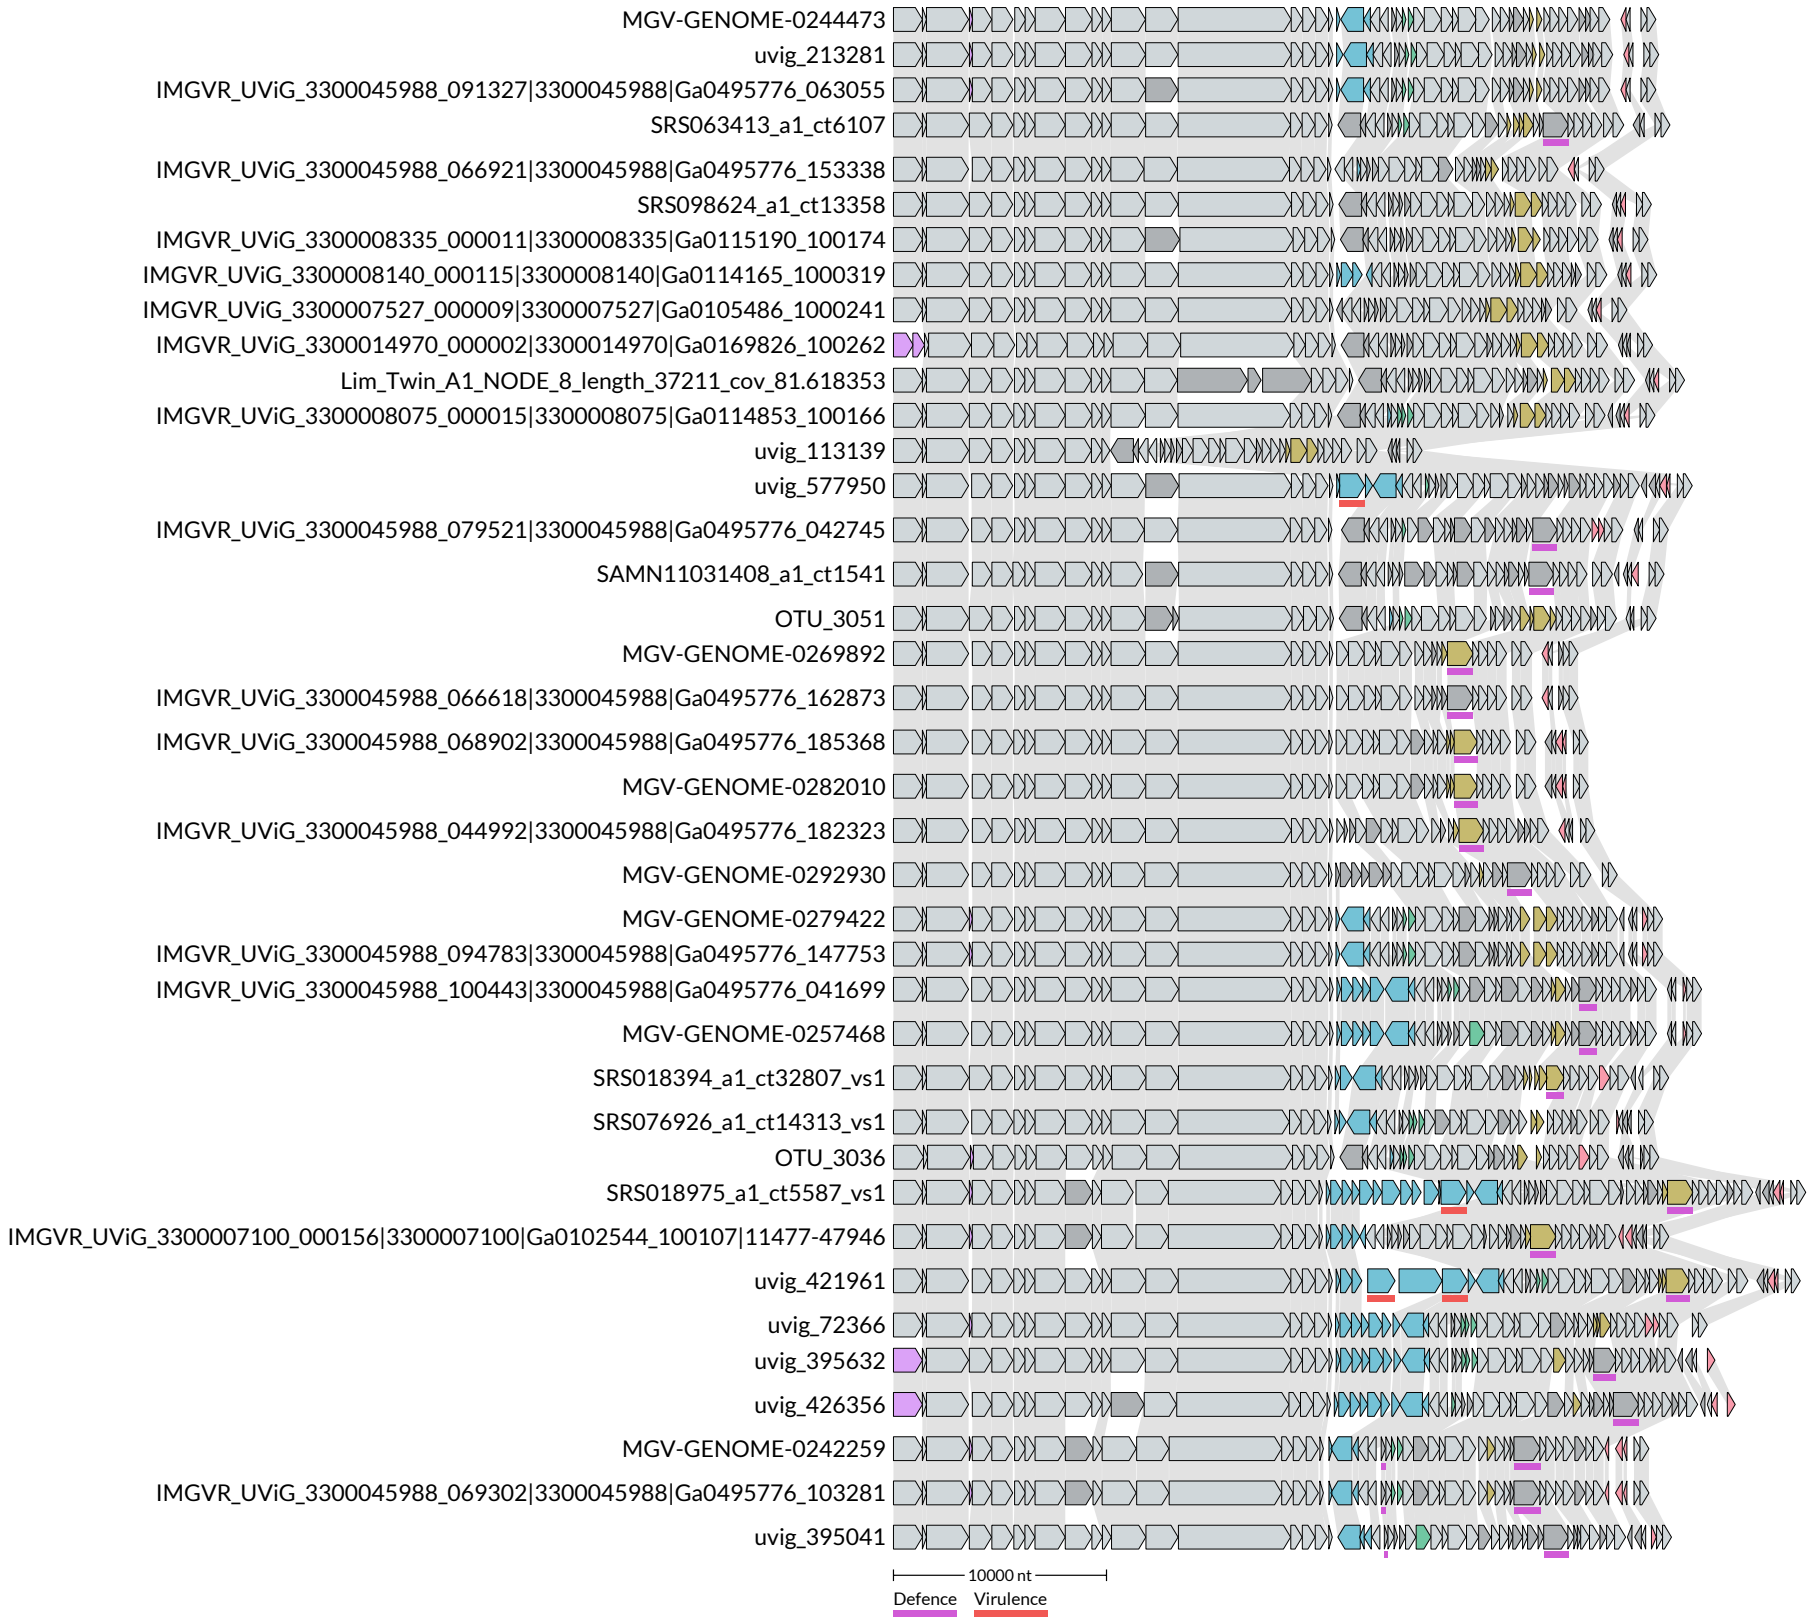 MGV-GENOME-0244473
uvig_213281
IMGVR_UViG_3300045988_091327|3300045988|Ga0495776_063055
SRS063413_a1_ct6107
IMGVR_UViG_3300045988_066921|3300045988|Ga0495776_153338
SRS098624_a1_ct13358
IMGVR_UViG_3300008335_000011|3300008335|Ga0115190_100174
IMGVR_UViG_3300008140_000115|3300008140|Ga0114165_1000319
IMGVR_UViG_3300007527_000009|3300007527|Ga0105486_1000241
IMGVR_UViG_3300014970_000002|3300014970|Ga0169826_100262
Lim_Twin_A1_NODE_8_length_37211_cov_81.618353
IMGVR_UViG_3300008075_000015|3300008075|Ga0114853_100166
uvig_113139
uvig_577950
IMGVR_UViG_3300045988_079521|3300045988|Ga0495776_042745
SAMN11031408_a1_ct1541
OTU_3051
MGV-GENOME-0269892
IMGVR_UViG_3300045988_066618|3300045988|Ga0495776_162873
IMGVR_UViG_3300045988_068902|3300045988|Ga0495776_185368
MGV-GENOME-0282010
IMGVR_UViG_3300045988_044992|3300045988|Ga0495776_182323
MGV-GENOME-0292930
MGV-GENOME-0279422
IMGVR_UViG_3300045988_094783|3300045988|Ga0495776_147753
IMGVR_UViG_3300045988_100443|3300045988|Ga0495776_041699
MGV-GENOME-0257468
SRS018394_a1_ct32807_vs1
SRS076926_a1_ct14313_vs1
OTU_3036
SRS018975_a1_ct5587_vs1
IMGVR_UViG_3300007100_000156|3300007100|Ga0102544_100107|11477-47946
uvig_421961
uvig_72366
uvig_395632
uvig_426356
MGV-GENOME-0242259
IMGVR_UViG_3300045988_069302|3300045988|Ga0495776_103281
uvig_395041
10000 nt
Defence Virulence